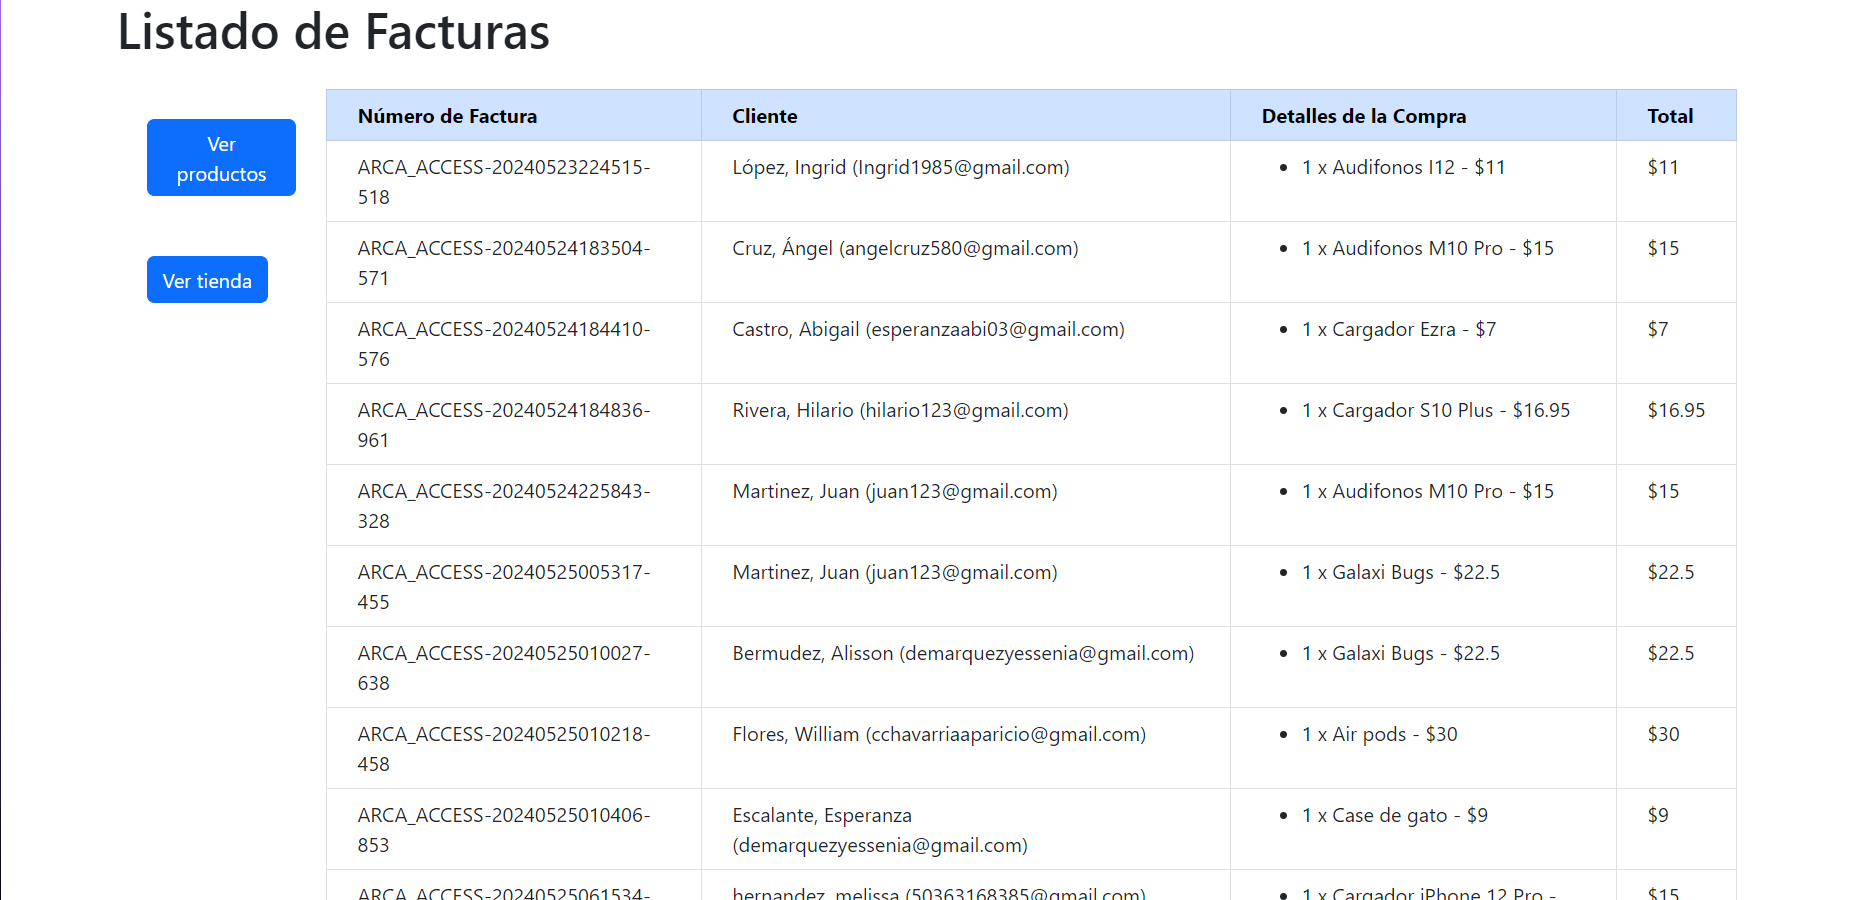 Listado de Facturas
Ver
productos
Ver tienda
Número de Factura Cliente Detalles de la Compra Total
ARCA_ACCESS-20240523224515-
518
López, Ingrid (Ingrid1985@gmail.com)
• 1 x Audifonos I12 - $11
$11
ARCA_ACCESS-20240524183504-
571
Cruz, Ángel (angelcruz580@gmail.com)
• 1 x Audifonos M10 Pro - $15
$15
ARCA_ACCESS-20240524184410-
576
Castro, Abigail (esperanzaabi03@gmail.com)
• 1 x Cargador Ezra - $7
$7
ARCA_ACCESS-20240524184836-
961
Rivera, Hilario (hilario123@gmail.com)
• 1 x Cargador S10 Plus - $16.95
$16.95
ARCA_ACCESS-20240524225843-
328
Martinez, Juan (juan123@gmail.com)
• 1 x Audifonos M10 Pro - $15
$15
ARCA_ACCESS-20240525005317-
455
Martinez, Juan (juan123@gmail.com)
• 1 x Galaxi Bugs - $22.5
$22.5
ARCA_ACCESS-20240525010027-
638
Bermudez, Alisson (demarquezyessenia@gmail.com)
• 1 x Galaxi Bugs - $22.5
$22.5
ARCA_ACCESS-20240525010218-
458
Flores, William (cchavarriaaparicio@gmail.com)
• 1 x Air pods - $30
$30
ARCA_ACCESS-20240525010406-
853
Escalante, Esperanza
(demarquezyessenia@gmail.com)
• 1 x Case de gato - $9
$9
ARCA_ACCESS-20240525061534-
hernandez, melissa (50363168385@gmail.com)
• 1 x Cargador iPhone 12 Pro -
$15